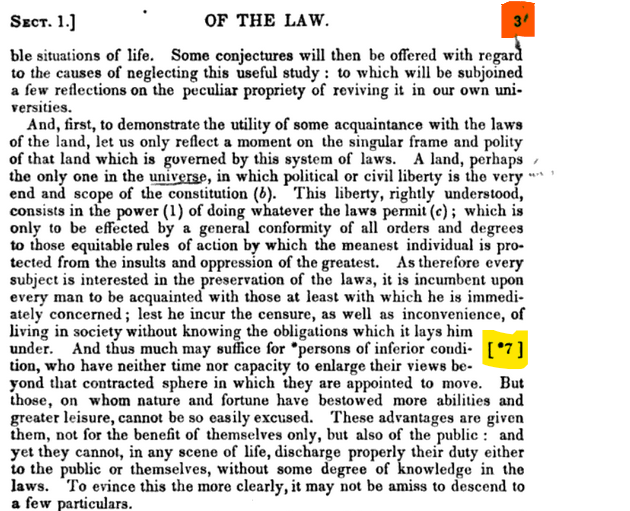 SECT. 1.] OF THE LAW. 3
ble situations of life. Some conjectures will then be offered with regard
to the causes of neglecting this useful study : to which will be subjoined
a few reflections on the peculiar propriety of reviving it in our own uni-
versities.
And, first, to demonstrate the utility of some acquaintance with the laws
of the land, let us only reflect a moment on the singular frame and polity
of that land which is governed by this system of laws. A land, perhaps
the only one in the universe, in which political or civil liberty is the very
end and scope of the constitution (b). This liberty, rightly understood,
consists in the power (1) of doing whatever the laws permit (c) ; which is
only to be effected by a general conformity of all orders and degrees
to those equitable rules of action by which the meanest individual is pro-
tected from the insults and oppression of the greatest. As therefore every
subject is interested in the preservation of the laws, it is incumbent upon
every man to be acquainted with those at least with which he is immedi-
ately concerned ; lest he incur the censure, as well as inconvenience, of
living in society without knowing the obligations which it lays him
under. And thus much may suffice for *persons of inferior condi- [ *7 ]
tion, who have neither time nor capacity to enlarge their views be-
yond that contracted sphere in which they are appointed to move. But
those, on whom nature and fortune have bestowed more abilities and
greater leisure, cannot be so easily excused. These advantages are given
them, not for the benefit of themselves only, but also of the public : and
yet they cannot, in any scene of life, discharge properly their duty either
to the public or themselves, without some degree of knowledge in the
laws. To evince this the more clearly, it may not be amiss to descend to
a few particulars.